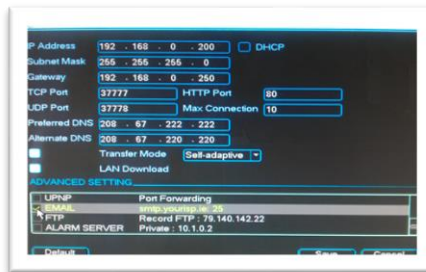 IP Address 192 . 168 . 0 . 200 DHCP
Subnet Mask 255 . 255 . 255 . 0
Gateway 192 . 168 . 0 . 250
TCP Port 37777 HTTP Port 80
UDP Port 37778 Max Connection 10
Preferred DNS 208 . 67 . 222 . 222
Alternate DNS 208 . 67 . 220 . 220
Transfer Mode Self-adaptive
LAN Download
ADVANCED SETTING
UPNP Port Forwarding
EMAIL smtp.yourisp.ie: 25
FTP Record FTP : 79.140.142.22
ALARM SERVER Private : 10.1.0.2
Default Save Cancel